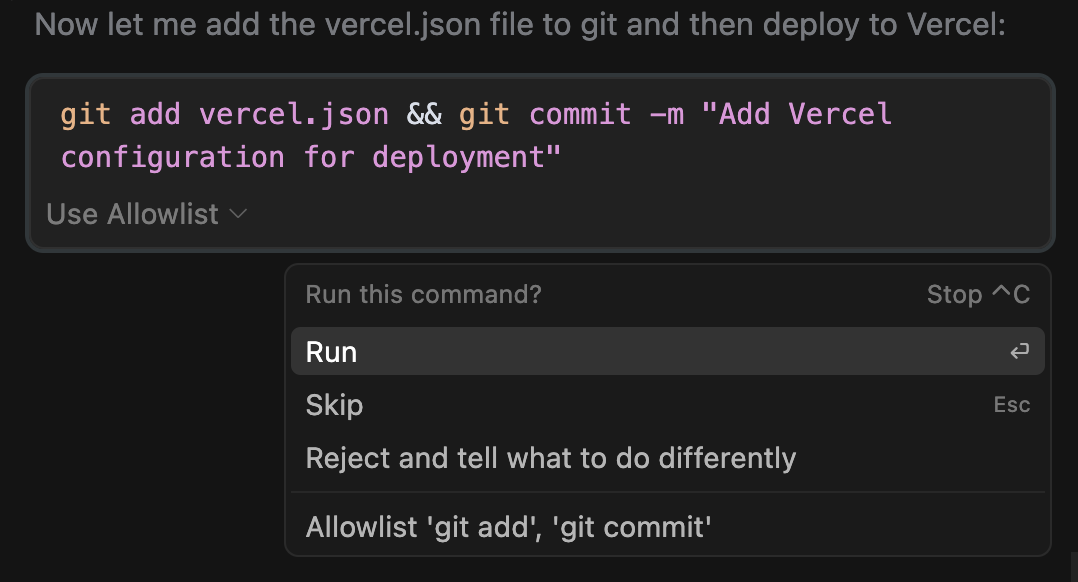 Now let me add the vercel.json file to git and then deploy to Vercel:
git add vercel.json && git commit -m "Add Vercel
configuration for deployment"
Use Allowlist
Run this command? Stop ^C
Run ⏎
Skip Esc
Reject and tell what to do differently
Allowlist 'git add', 'git commit'